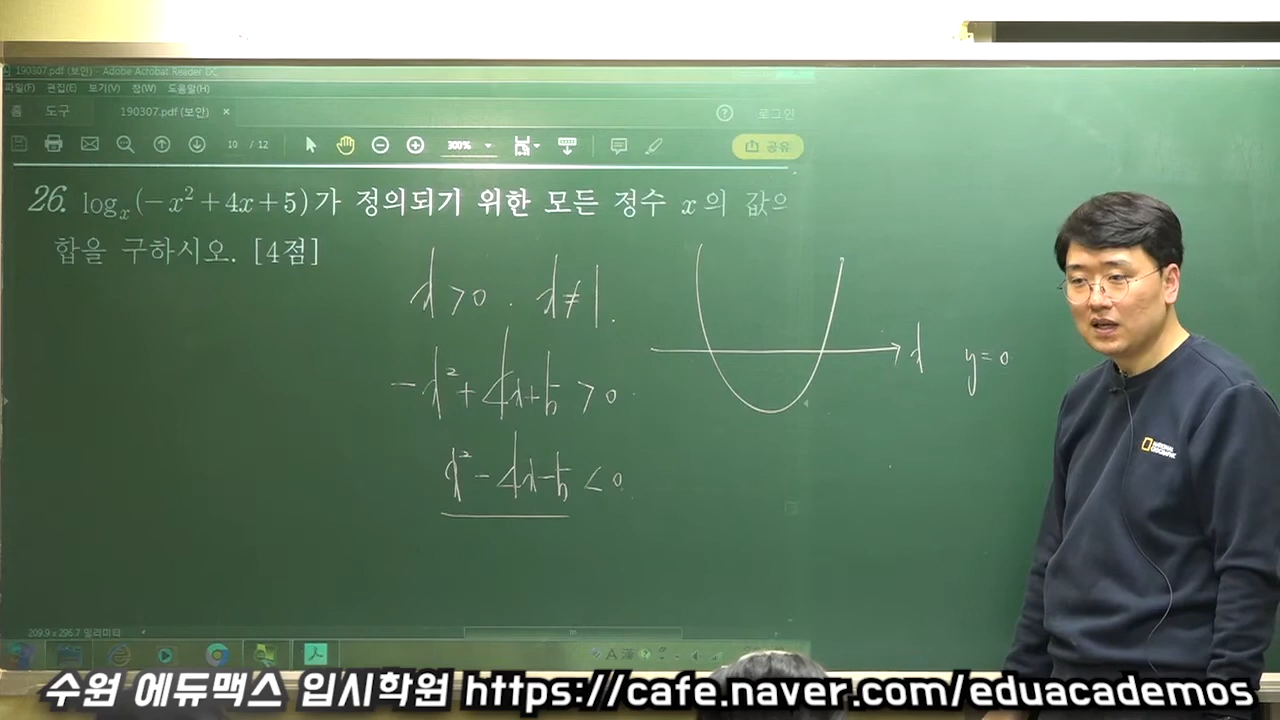 190307.pdf (보안) - Adobe Acrobat Reader DC
파일(F) 편집(E) 보기(V) 창(W) 도움말(H)
홈 도구 190307.pdf (보안) × ? 로그인
10 / 12 300% 공유
26. logₓ(−x²+4x+5)가 정의되기 위한 모든 정수 x의 값으
합을 구하시오. [4점]
x>0 . x≠1.
−x²+4x+5>0
x²−4x−5<0
x y=0
NATIONAL GEOGRAPHIC
209.9 x 296.7 밀리미터
A 漢
수원 에듀맥스 입시학원 https://cafe.naver.com/eduacademos